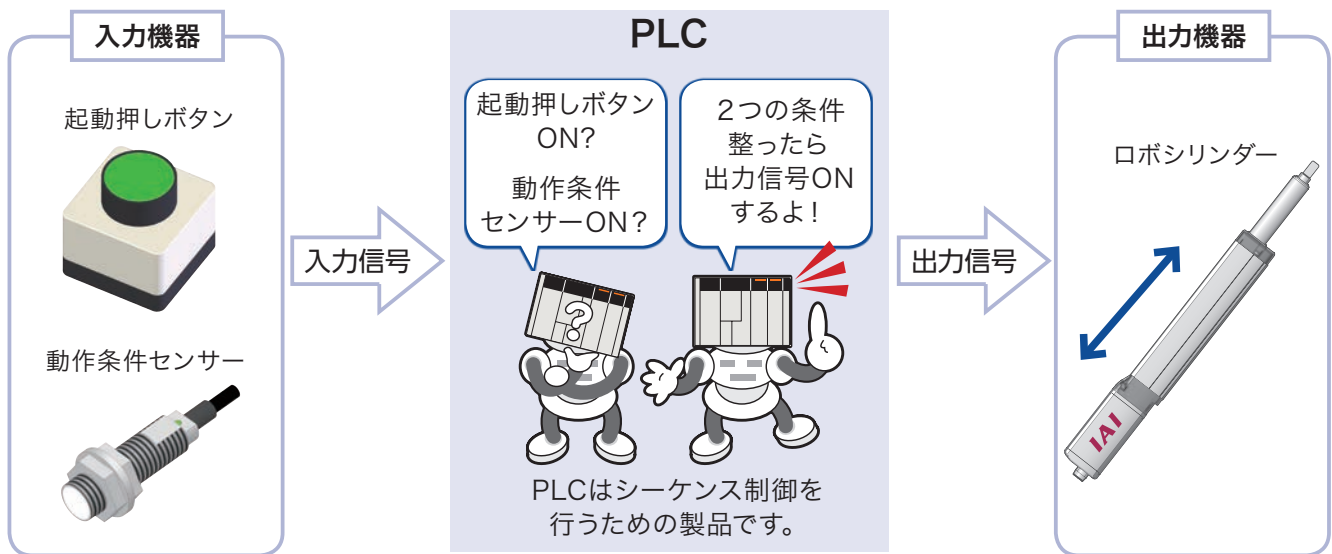 入力機器
起動押しボタン
動作条件センサー
入力信号
PLC
起動押しボタン
ON?
動作条件
センサーON?
2つの条件
整ったら
出力信号ON
するよ!
PLCはシーケンス制御を
行うための製品です。
出力信号
出力機器
ロボシリンダー
IAI